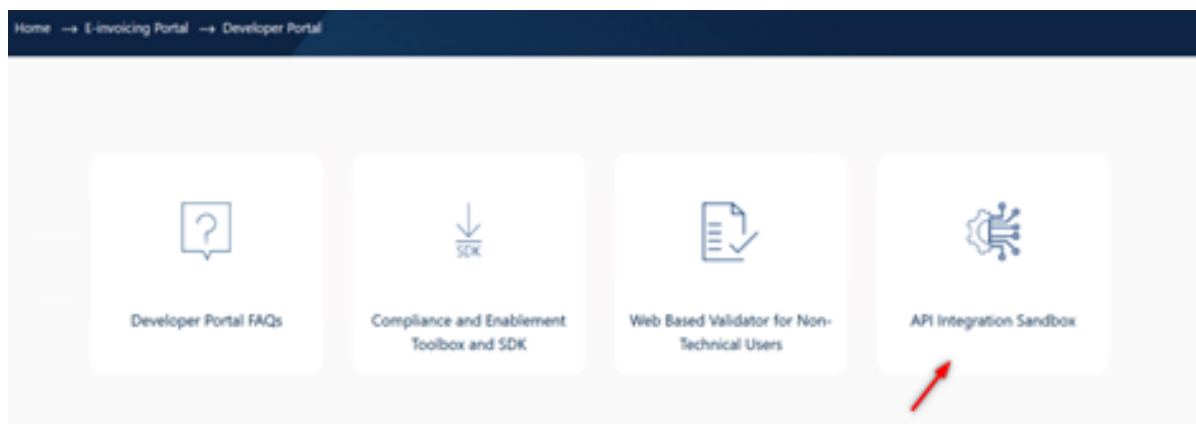 Home → E-invoicing Portal → Developer Portal
?
SDK
Developer Portal FAQs
Compliance and Enablement
Toolbox and SDK
Web Based Validator for Non-
Technical Users
API Integration Sandbox